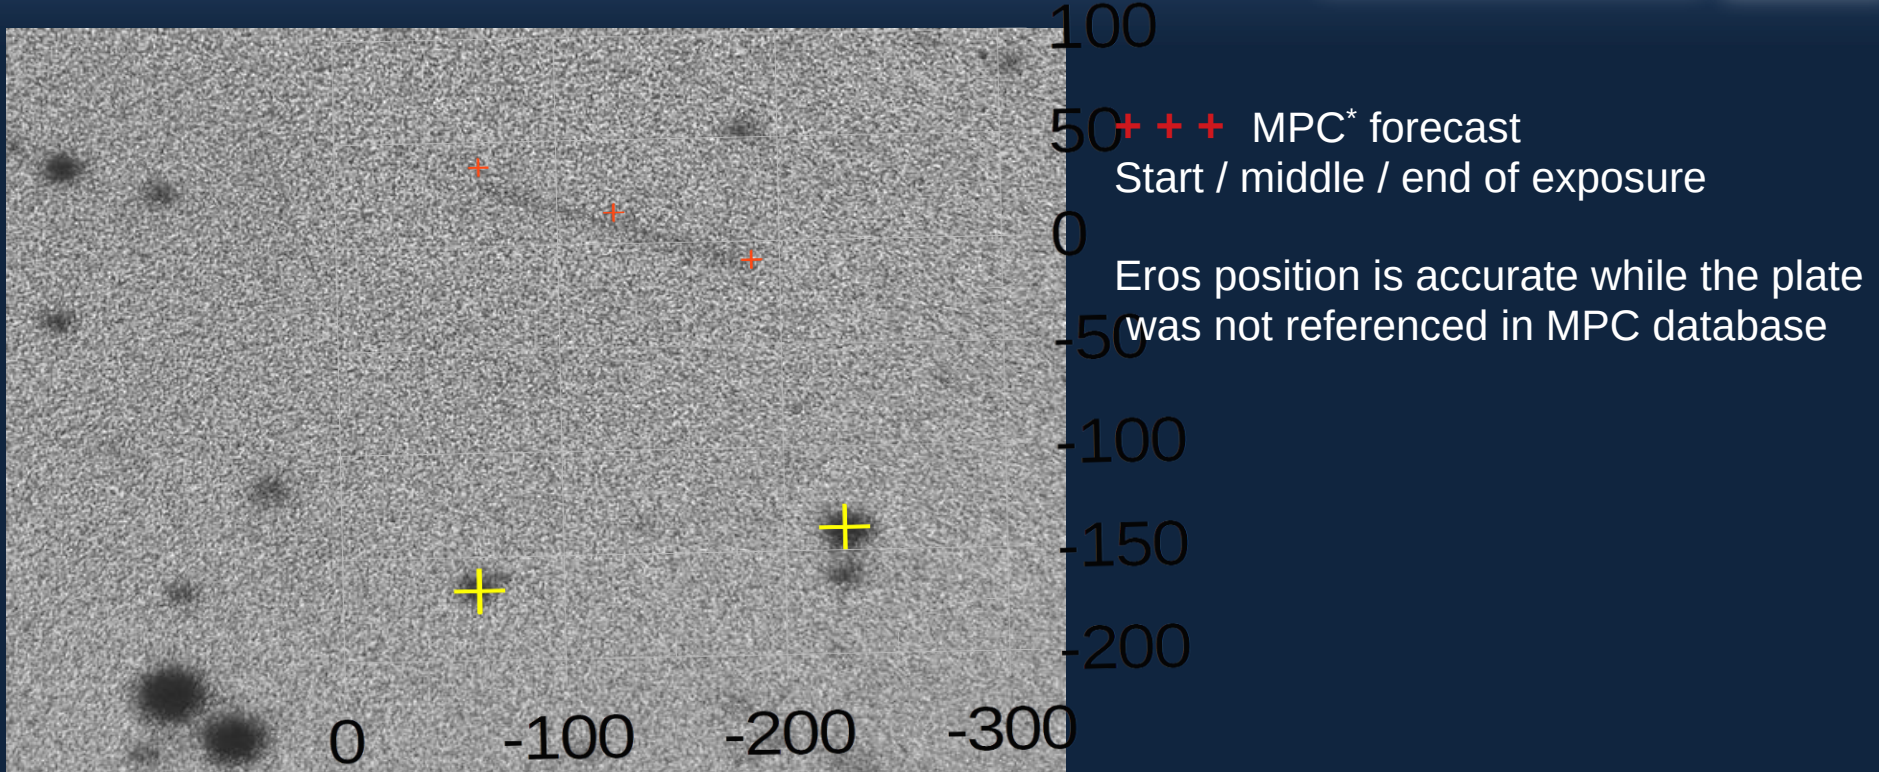 100
50
+ + + MPC* forecast
Start / middle / end of exposure
0
Eros position is accurate while the plate
-50
was not referenced in MPC database
-100
-150
-200
0 -100 -200 -300